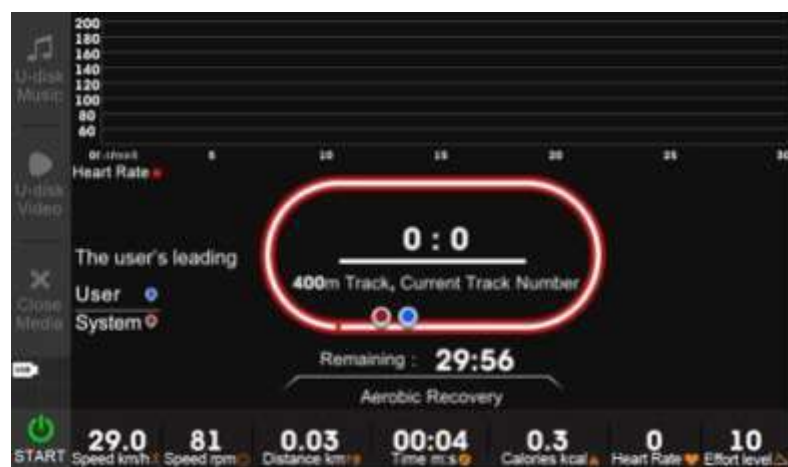 200
180
160
140
120
100
80
60
U-disk
Music
5 10 15 20 25 30
Heart Rate
U-disk
Video
0 : 0
The user's leading
400m Track, Current Track Number
User
System
Close
Media
Remaining : 29:56
Aerobic Recovery
START
29.0 81 0.03 00:04 0.3 0 10
Speed km/h Speed rpm Distance km Time m:s Calories kcal Heart Rate Effort level